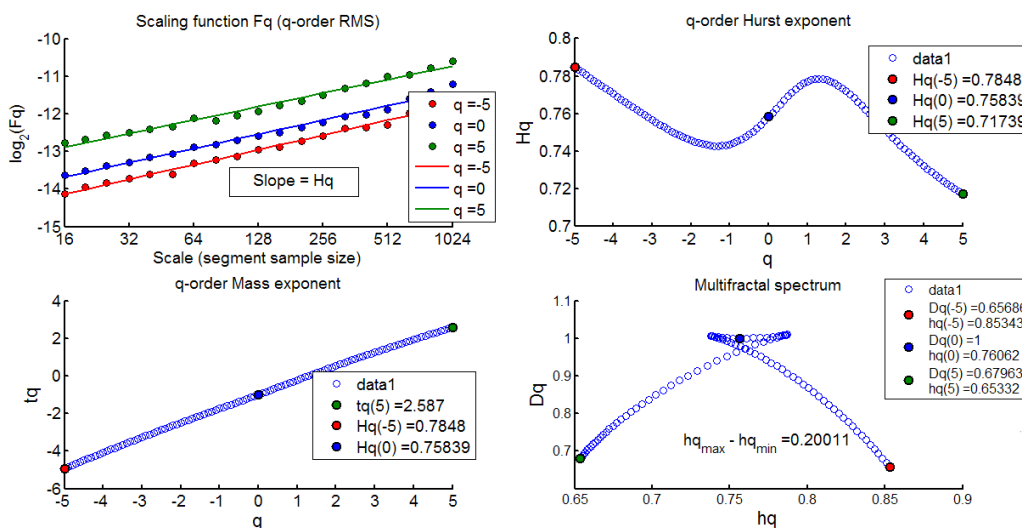 Scaling function Fq (q-order RMS)
-10
-11
-12
-13
-14
-15
log2(Fq)
16 32 64 128 256 512 1024
Scale (segment sample size)
Slope = Hq
q =-5
q =0
q =5
q =-5
q =0
q =5
q-order Hurst exponent
0.8
0.78
0.76
0.74
0.72
0.7
Hq
-5 -4 -3 -2 -1 0 1 2 3 4 5
q
data1
Hq(-5) =0.7848
Hq(0) =0.75839
Hq(5) =0.71739
q-order Mass exponent
4
2
0
-2
-4
-6
tq
-5 -4 -3 -2 -1 0 1 2 3 4 5
q
data1
tq(5) =2.587
Hq(-5) =0.7848
Hq(0) =0.75839
Multifractal spectrum
1.1
1
0.9
0.8
0.7
Dq
0.65 0.7 0.75 0.8 0.85 0.9
hq
hqmax - hqmin =0.20011
data1
Dq(-5) =0.65686
hq(-5) =0.85343
Dq(0) =1
hq(0) =0.76062
Dq(5) =0.67963
hq(5) =0.65332